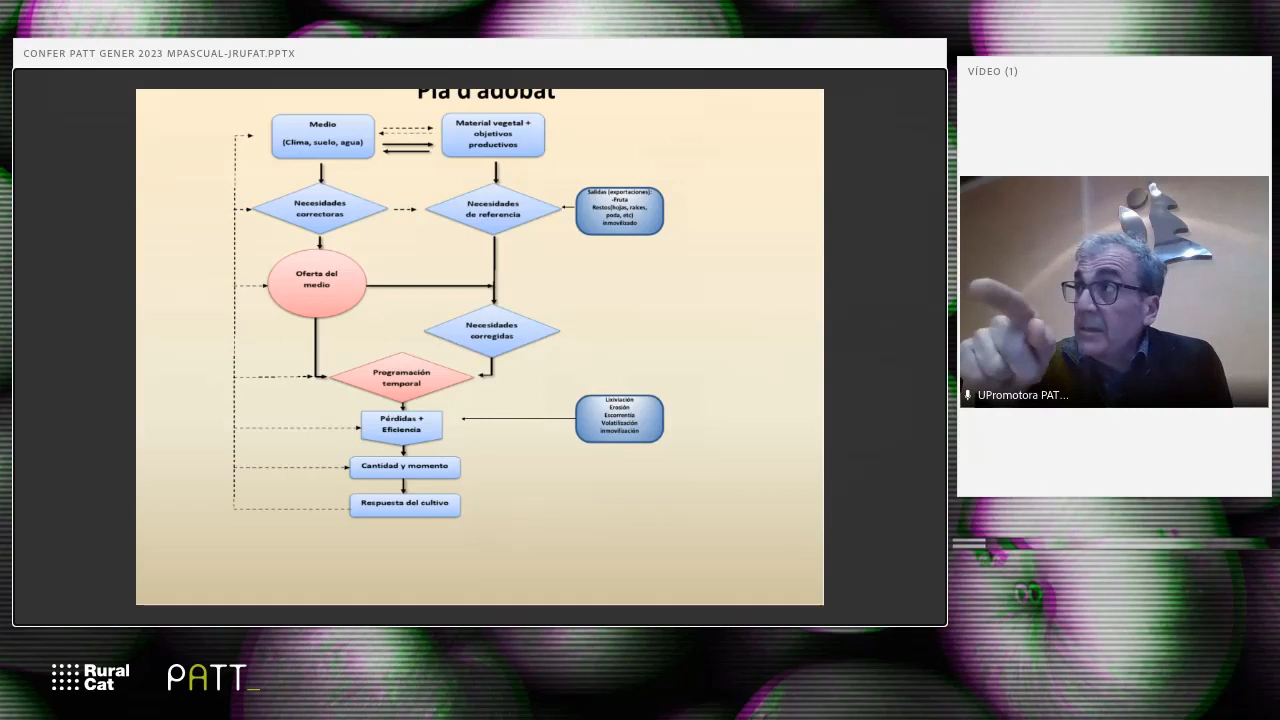 CONFER PATT GENER 2023 MPASCUAL-JRUFAT.PPTX
VÍDEO (1)
Pla d'adobat
Medio
(Clima, suelo, agua)
Material vegetal +
objetivos
productivos
Necesidades
correctoras
Necesidades
de referencia
Salidas (exportaciones):
-Fruta
Restos(hojas, raíces,
poda, etc)
inmovilizado
Oferta del
medio
Necesidades
corregidas
Programación
temporal
Pérdidas +
Eficiencia
Lixiviación
Erosión
Escorrentía
Volatilización
inmovilización
Cantidad y momento
Respuesta del cultivo
UPromotora PAT...
Rural
Cat
PATT_